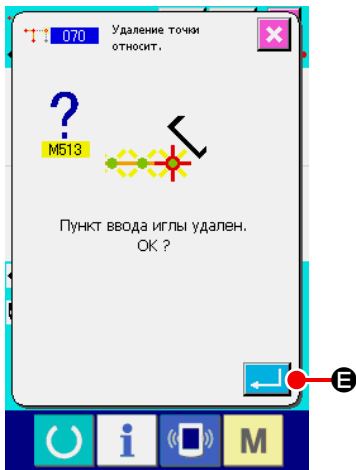 070
Удаление точки
относит.
?
M513
Пункт ввода иглы удален.
OK ?
E
i
M